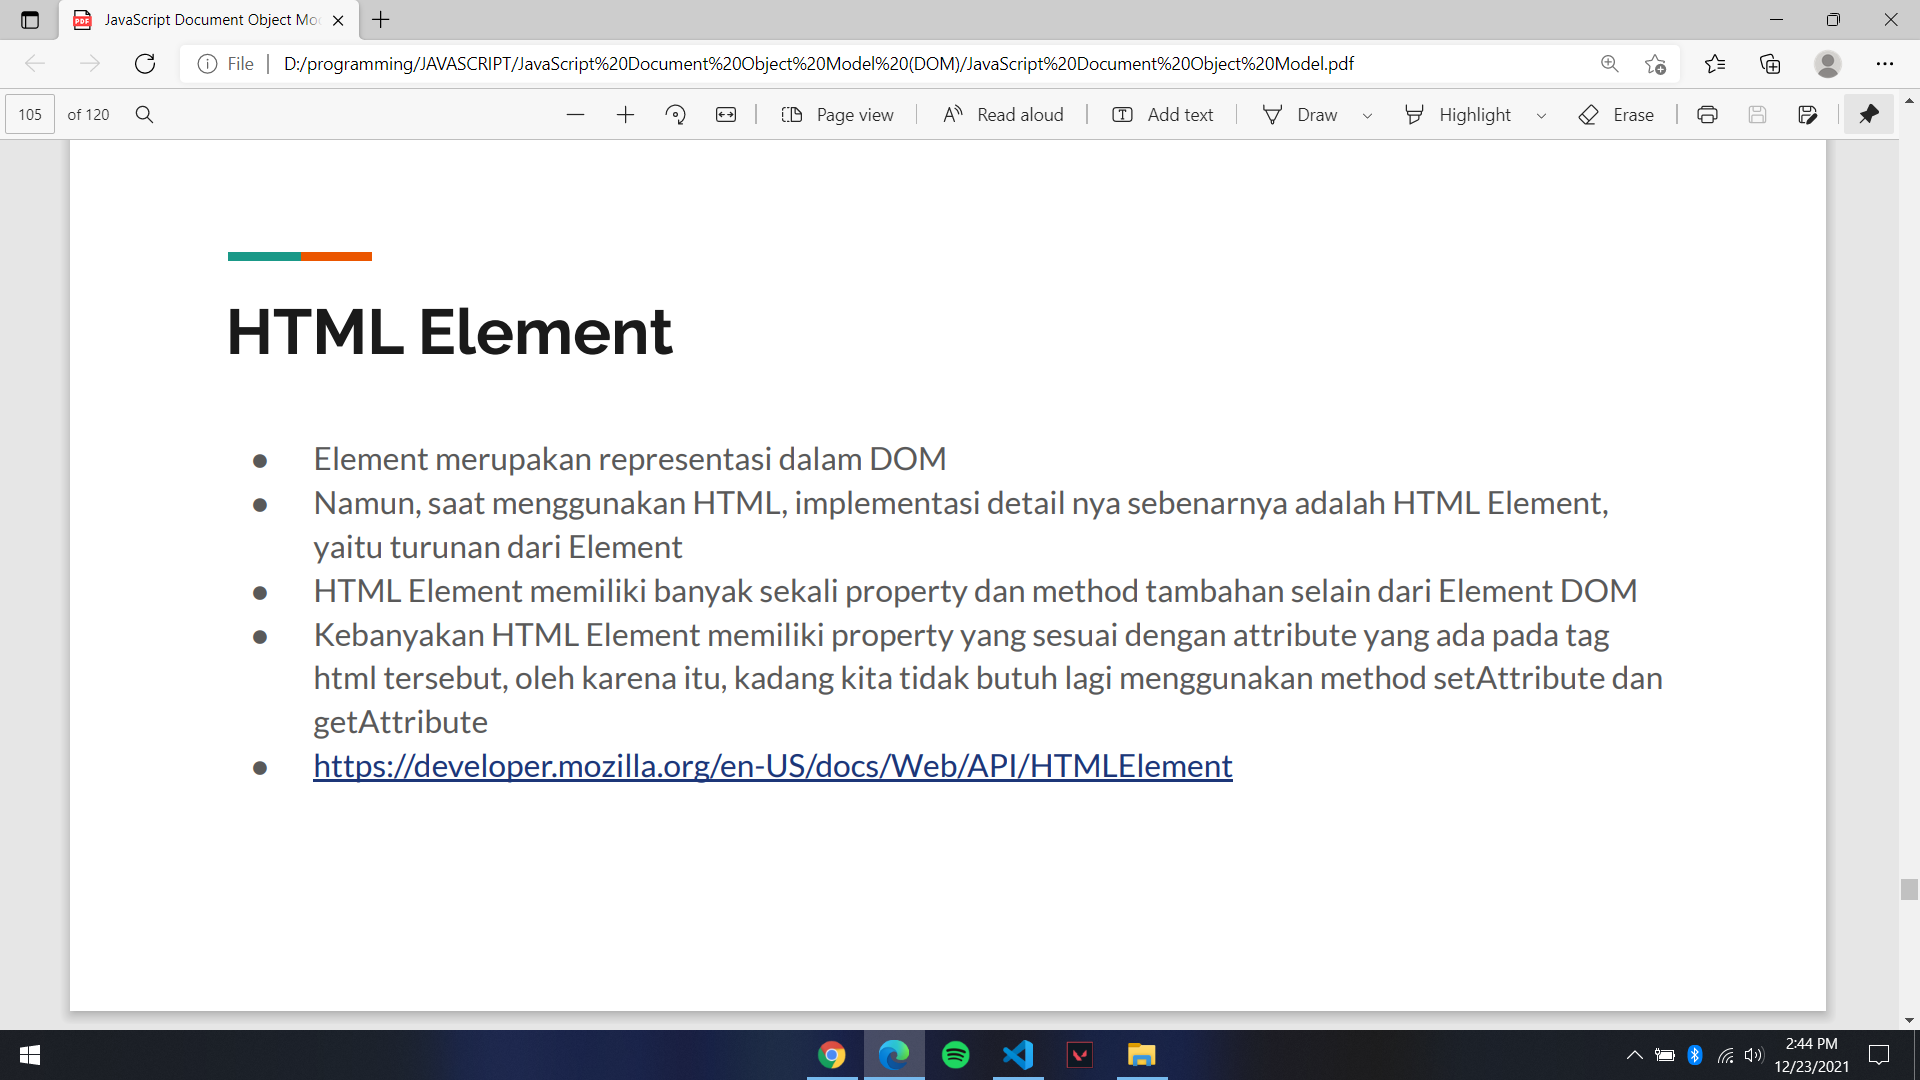 JavaScript Document Object Mo
File
D:/programming/JAVASCRIPT/JavaScript%20Document%20Object%20Model%20(DOM)/JavaScript%20Document%20Object%20Model.pdf
105 of 120
Page view
Read aloud
Add text
Draw
Highlight
Erase
HTML Element
● Element merupakan representasi dalam DOM
● Namun, saat menggunakan HTML, implementasi detail nya sebenarnya adalah HTML Element,
yaitu turunan dari Element
● HTML Element memiliki banyak sekali property dan method tambahan selain dari Element DOM
● Kebanyakan HTML Element memiliki property yang sesuai dengan attribute yang ada pada tag
html tersebut, oleh karena itu, kadang kita tidak butuh lagi menggunakan method setAttribute dan
getAttribute
● https://developer.mozilla.org/en-US/docs/Web/API/HTMLElement
2:44 PM
12/23/2021